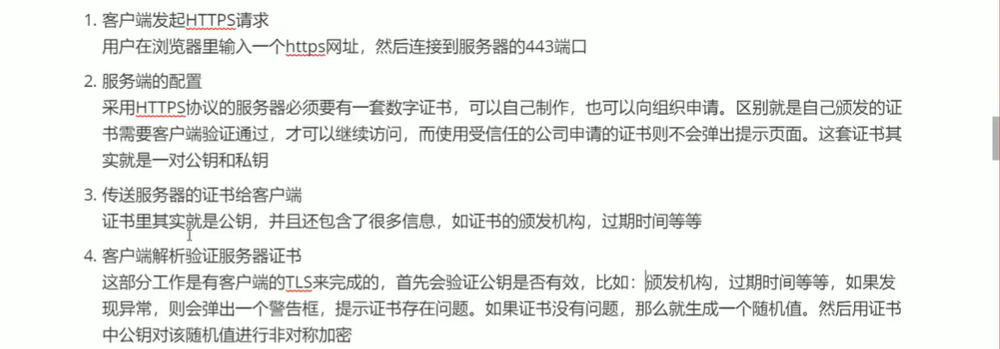 1. 客户端发起HTTPS请求
用户在浏览器里输入一个https网址，然后连接到服务器的443端口
2. 服务端的配置
采用HTTPS协议的服务器必须要有一套数字证书，可以自己制作，也可以向组织申请。区别就是自己颁发的证
书需要客户端验证通过，才可以继续访问，而使用受信任的公司申请的证书则不会弹出提示页面。这套证书其
实就是一对公钥和私钥
3. 传送服务器的证书给客户端
证书里其实就是公钥，并且还包含了很多信息，如证书的颁发机构，过期时间等等
4. 客户端解析验证服务器证书
这部分工作是有客户端的TLS来完成的，首先会验证公钥是否有效，比如：颁发机构，过期时间等等，如果发
现异常，则会弹出一个警告框，提示证书存在问题。如果证书没有问题，那么就生成一个随机值。然后用证书
中公钥对该随机值进行非对称加密